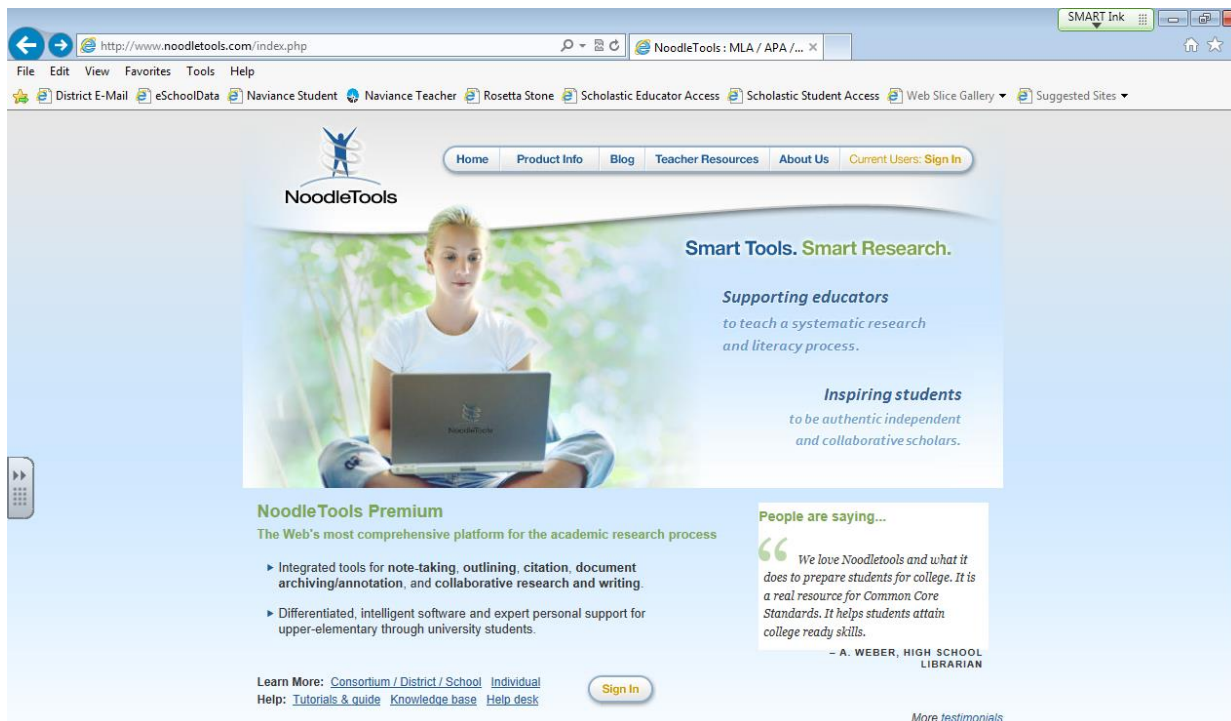 SMART Ink
http://www.noodletools.com/index.php
NoodleTools : MLA / APA /...
File Edit View Favorites Tools Help
District E-Mail eSchoolData Naviance Student Naviance Teacher Rosetta Stone Scholastic Educator Access Scholastic Student Access Web Slice Gallery Suggested Sites
Home Product Info Blog Teacher Resources About Us Current Users: Sign In
NoodleTools
Smart Tools. Smart Research.
Supporting educators
to teach a systematic research
and literacy process.
Inspiring students
to be authentic independent
and collaborative scholars.
NoodleTools
NoodleTools Premium
The Web's most comprehensive platform for the academic research process
Integrated tools for note-taking, outlining, citation, document
archiving/annotation, and collaborative research and writing.
Differentiated, intelligent software and expert personal support for
upper-elementary through university students.
Learn More: Consortium / District / School Individual
Help: Tutorials & guide Knowledge base Help desk
Sign In
People are saying...
“ We love Noodletools and what it
does to prepare students for college. It is
a real resource for Common Core
Standards. It helps students attain
college ready skills.
– A. WEBER, HIGH SCHOOL
LIBRARIAN
More testimonials